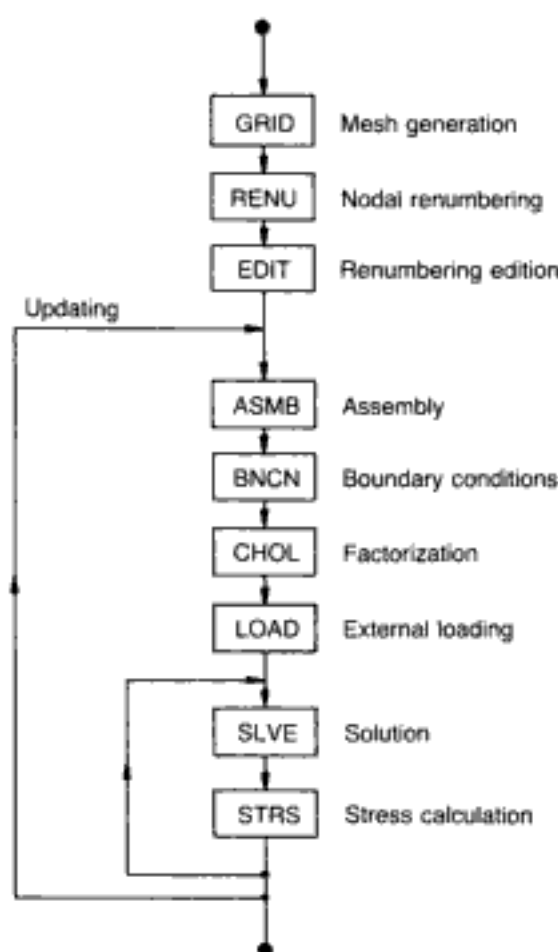 GRID Mesh generation
RENU Nodal renumbering
EDIT Renumbering edition
Updating
ASMB Assembly
BNCN Boundary conditions
CHOL Factorization
LOAD External loading
SLVE Solution
STRS Stress calculation